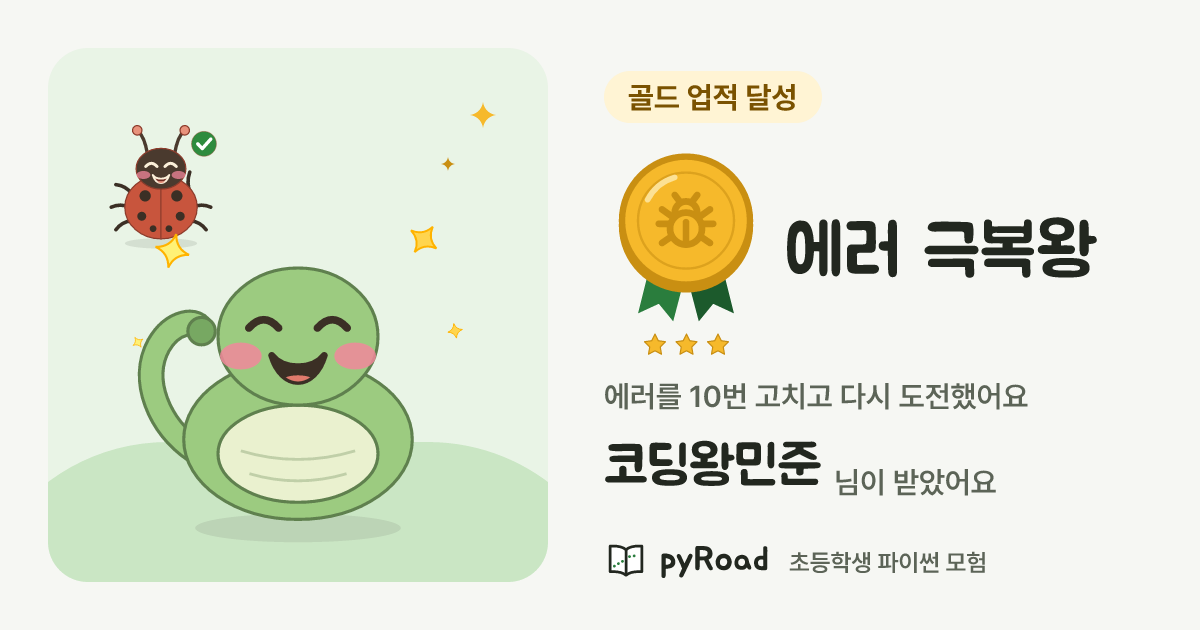 골드 업적 달성
에러 극복왕
에러를 10번 고치고 다시 도전했어요
코딩왕민준 님이 받았어요
pyRoad 초등학생 파이썬 모험